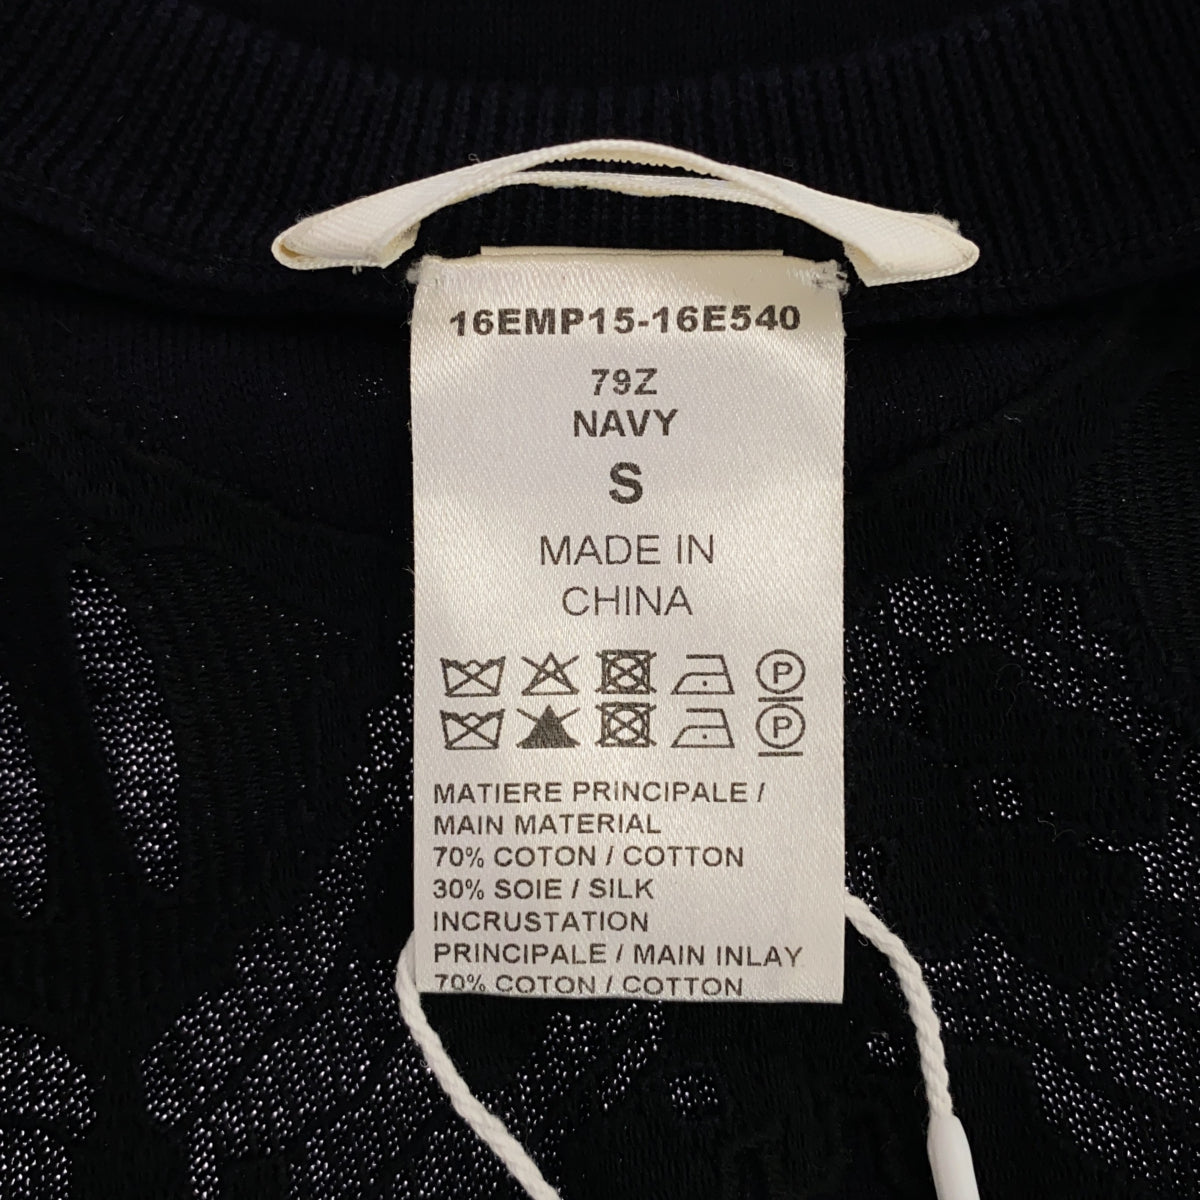 16EMP15-16E540
79Z
NAVY
S
MADE IN
CHINA
P
P
MATIERE PRINCIPALE /
MAIN MATERIAL
70% COTON / COTTON
30% SOIE / SILK
INCRUSTATION
PRINCIPALE / MAIN INLAY
70% COTON / COTTON